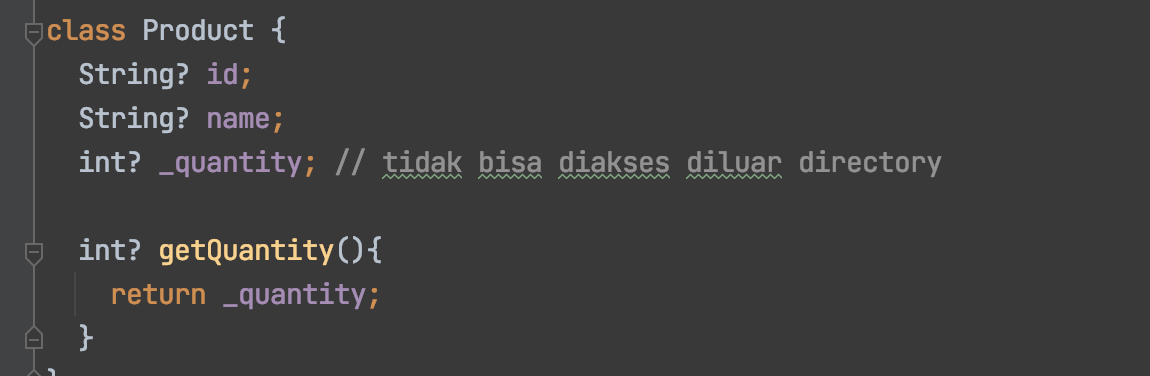 class Product {
String? id;
String? name;
int? _quantity; // tidak bisa diakses diluar directory
int? getQuantity(){
return _quantity;
}
}